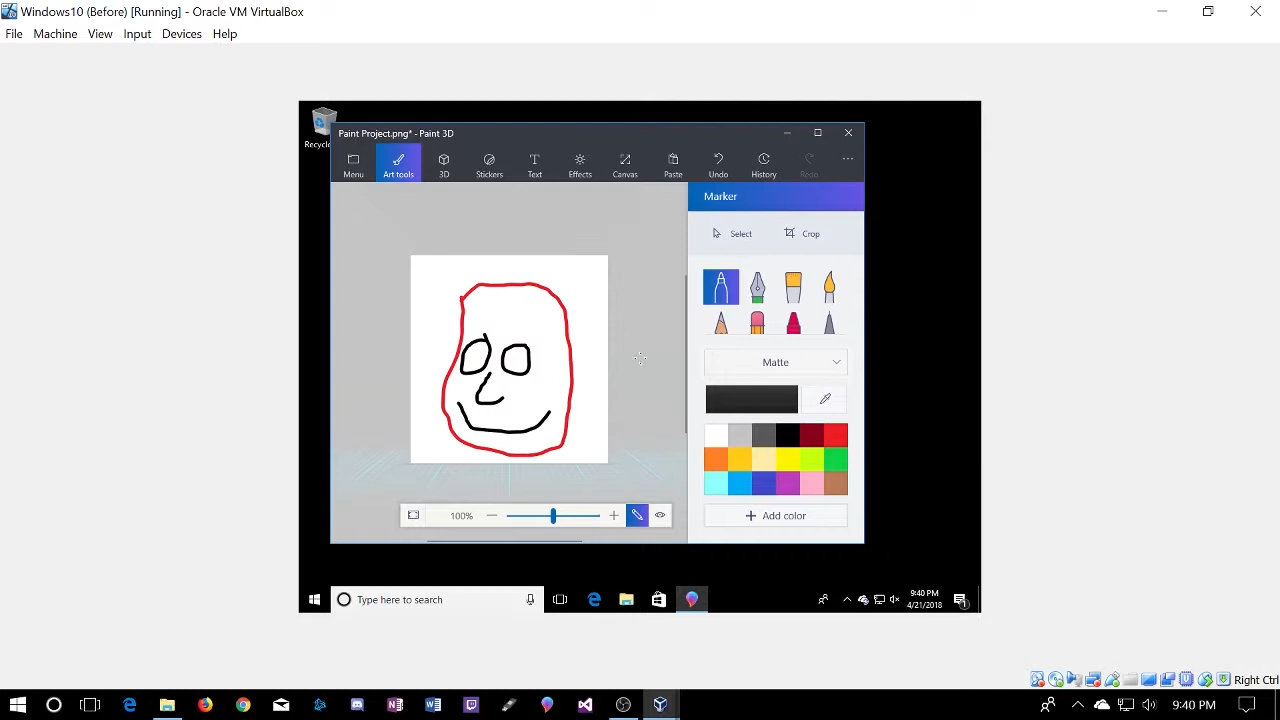 Windows10 (Before) [Running] - Oracle VM VirtualBox
File Machine View Input Devices Help
Recycle
Paint Project.png* - Paint 3D
Menu Art tools 3D Stickers Text Effects Canvas Paste Undo History Redo
Marker
Select Crop
Matte
100%
Add color
Type here to search
9:40 PM
4/21/2018
1
Right Ctrl
9:40 PM